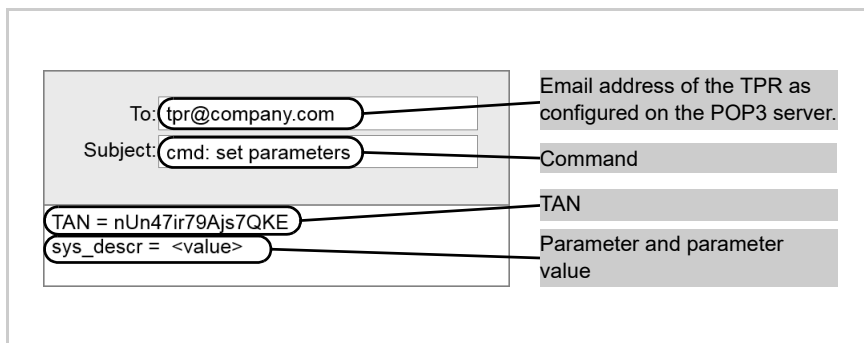 To: tpr@company.com
Subject: cmd: set parameters
TAN = nUn47ir79Ajs7QKE
sys_descr = <value>
Email address of the TPR as
configured on the POP3 server.
Command
TAN
Parameter and parameter
value